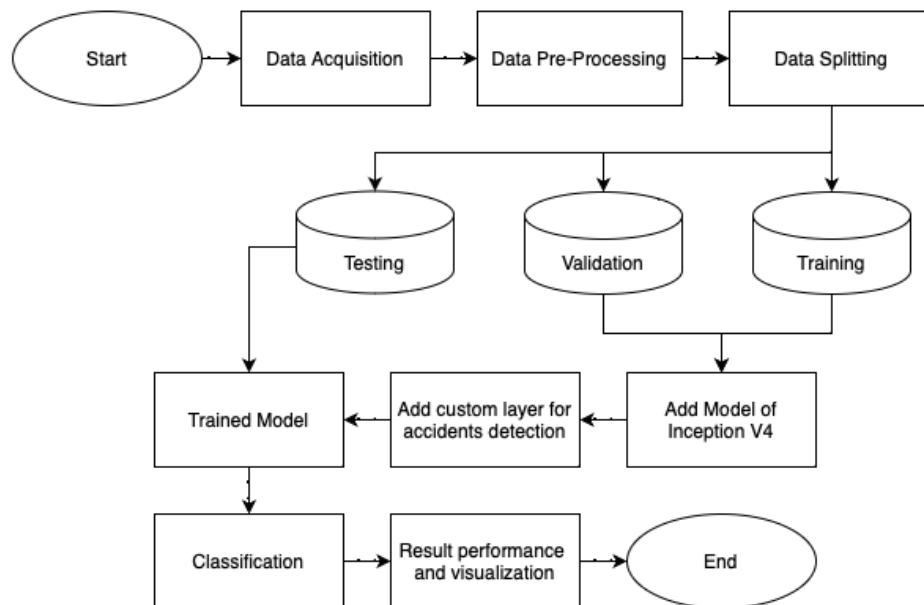 Start
Data Acquisition
Data Pre-Processing
Data Splitting
Testing
Validation
Training
Trained Model
Add custom layer for
accidents detection
Add Model of
Inception V4
Classification
Result performance
and visualization
End